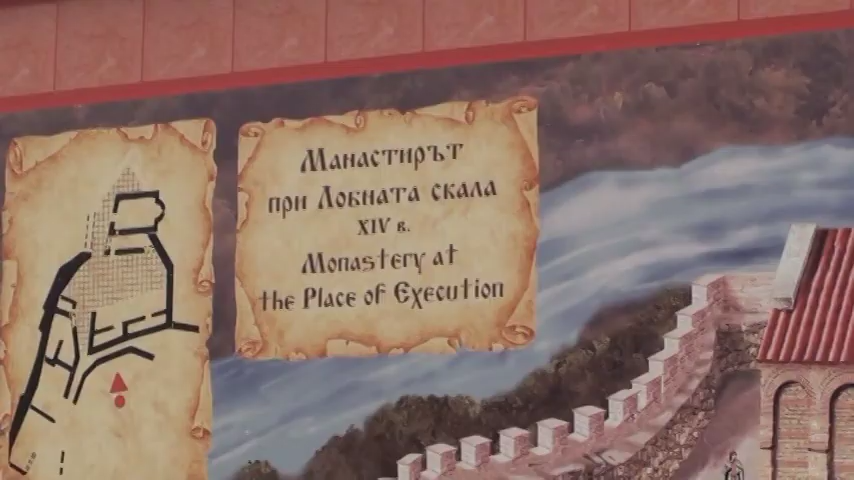 Манастирът
при Лобната скала
XIV в.
Monastery at
the Place of Execution